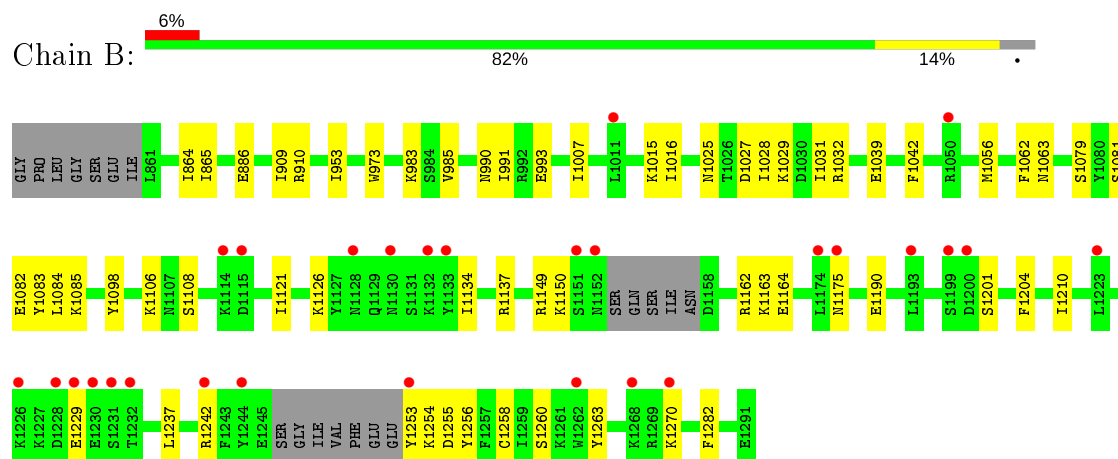 6%
Chain B:
82% 14% •
GLY PRO LEU GLY SER GLU ILE L861 I864 I865 E886 I909 R910 I953 W973 K983 S984 V985 N990 I991 R992 E993 I1007 L1011 K1015 I1016 N1025 T1026 D1027 I1028 K1029 D1030 I1031 R1032 E1039 F1042 R1050 M1056 F1062 N1063 S1079 Y1080 S1081
E1082 Y1083 L1084 K1085 Y1098 K1106 N1107 S1108 K1114 D1115 I1121 K1126 Y1127 N1128 Q1129 N1130 S1131 K1132 Y1133 I1134 R1137 R1149 K1150 S1151 N1152 SER GLN SER ILE ASN D1158 R1162 K1163 E1164 L1174 N1175 E1190 L1193 S1199 D1200 S1201 F1204 I1210 L1223
K1226 K1227 D1228 E1229 E1230 S1231 T1232 L1237 R1242 F1243 Y1244 E1245 SER GLY ILE VAL PHE GLU GLU Y1253 K1254 D1255 Y1256 F1257 C1258 I1259 S1260 K1261 W1262 Y1263 K1268 R1269 K1270 F1282 E1291